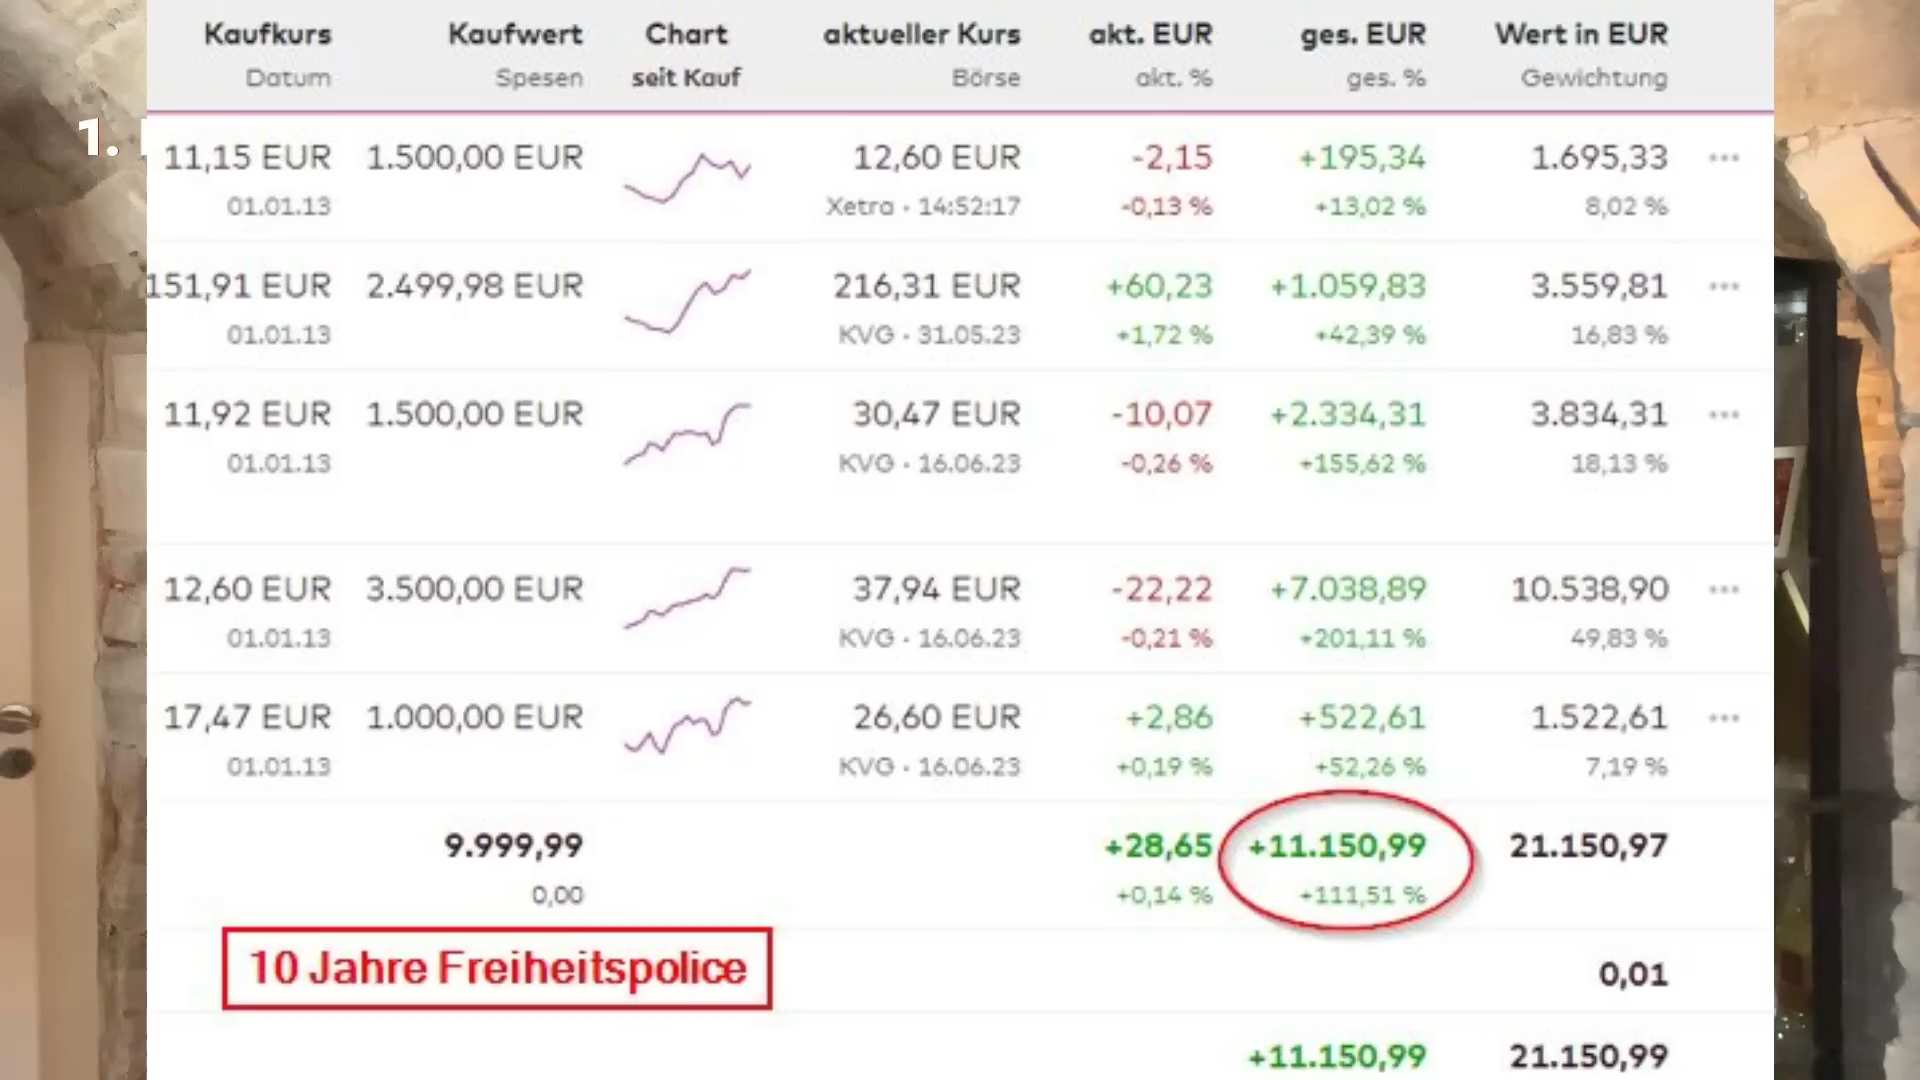 Kaufkurs Kaufwert Chart aktueller Kurs akt. EUR ges. EUR Wert in EUR
Datum Spesen seit Kauf Börse akt. % ges. % Gewichtung
1.
11,15 EUR 1.500,00 EUR 12,60 EUR -2,15 +195,34 1.695,33
01.01.13 Xetra · 14:52:17 -0,13 % +13,02 % 8,02 %
151,91 EUR 2.499,98 EUR 216,31 EUR +60,23 +1.059,83 3.559,81
01.01.13 KVG · 31.05.23 +1,72 % +42,39 % 16,83 %
11,92 EUR 1.500,00 EUR 30,47 EUR -10,07 +2.334,31 3.834,31
01.01.13 KVG · 16.06.23 -0,26 % +155,62 % 18,13 %
12,60 EUR 3.500,00 EUR 37,94 EUR -22,22 +7.038,89 10.538,90
01.01.13 KVG · 16.06.23 -0,21 % +201,11 % 49,83 %
17,47 EUR 1.000,00 EUR 26,60 EUR +2,86 +522,61 1.522,61
01.01.13 KVG · 16.06.23 +0,19 % +52,26 % 7,19 %
9.999,99 +28,65 +11.150,99 21.150,97
0,00 +0,14 % +111,51 %
10 Jahre Freiheitspolice 0,01
+11.150,99 21.150,99